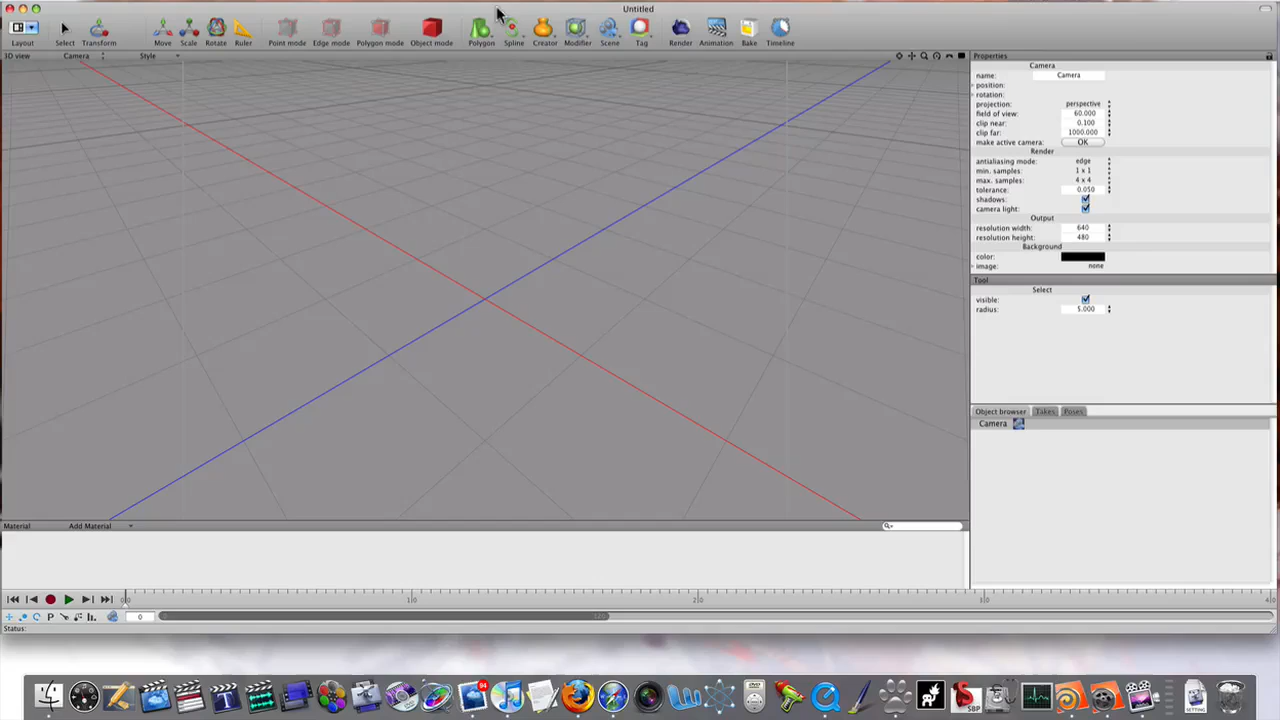 Untitled
Layout Select Transform Move Scale Rotate Ruler Point mode Edge mode Polygon mode Object mode Polygon Spline Creator Modifier Scene Tag Render Animation Bake Timeline
3D view Camera Style
Properties
Camera
name: Camera
position:
rotation:
projection: perspective
field of view: 60.000
clip near: 0.100
clip far: 1000.000
make active camera: OK
Render
antialiasing mode: edge
min. samples: 1 x 1
max. samples: 4 x 4
tolerance: 0.050
shadows:
camera light:
Output
resolution width: 640
resolution height: 480
Background
color:
image: none
Tool
Select
visible:
radius: 5.000
Object browser Takes Poses
Camera
Material Add Material
P 0
Status:
94
SBP